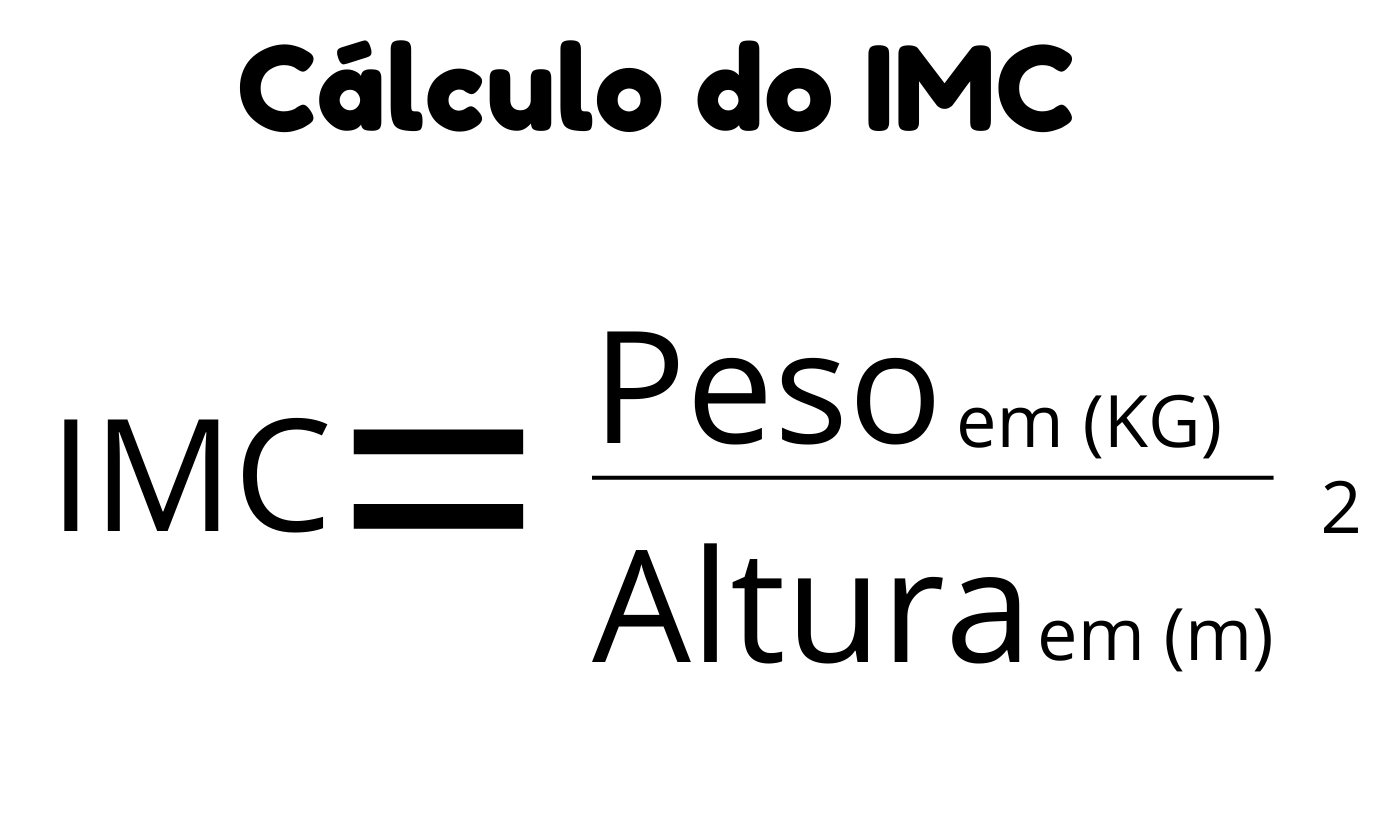 Cálculo do IMC
Peso em (KG)
IMC =
2
Altura em (m)